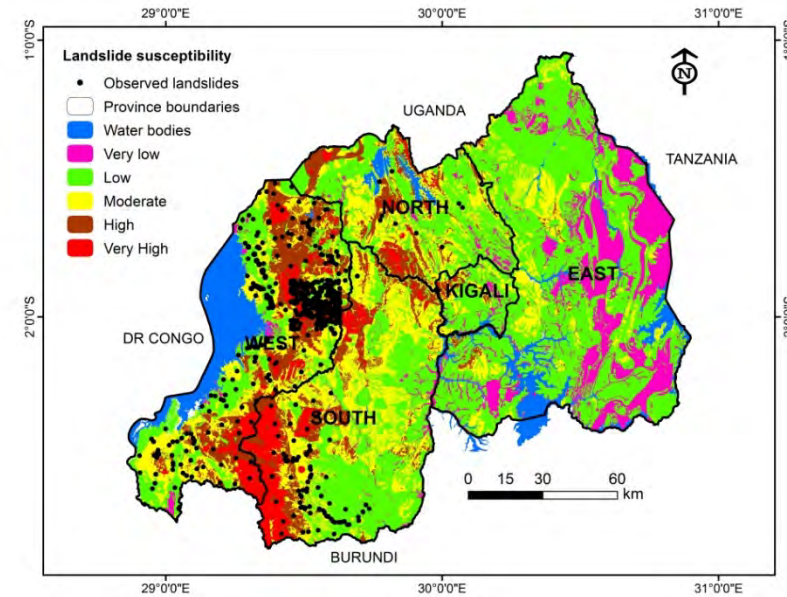 29°0'0"E 30°0'0"E 31°0'0"E
1°0'0"S
Landslide susceptibility
Observed landslides
Province boundaries
Water bodies
Very low
Low
Moderate
High
Very High
N
UGANDA
TANZANIA
NORTH
EAST
KIGALI
2°0'0"S
DR CONGO
WEST
SOUTH
0 15 30 60
km
BURUNDI
29°0'0"E 30°0'0"E 31°0'0"E